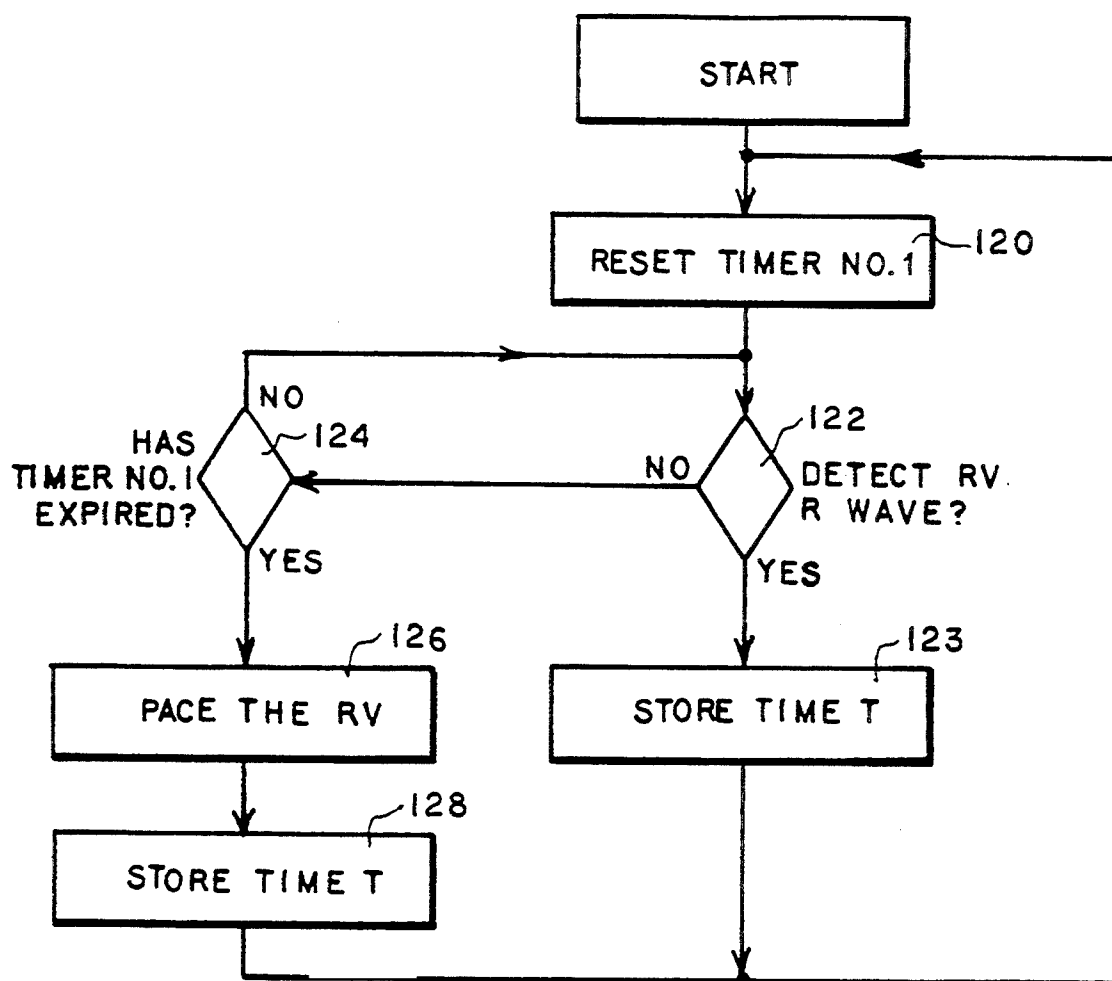 START
RESET TIMER NO. 1
120
NO
HAS
TIMER NO. 1
EXPIRED?
124
YES
122
NO
DETECT RV
R WAVE?
YES
126
PACE THE RV
123
STORE TIME T
128
STORE TIME T